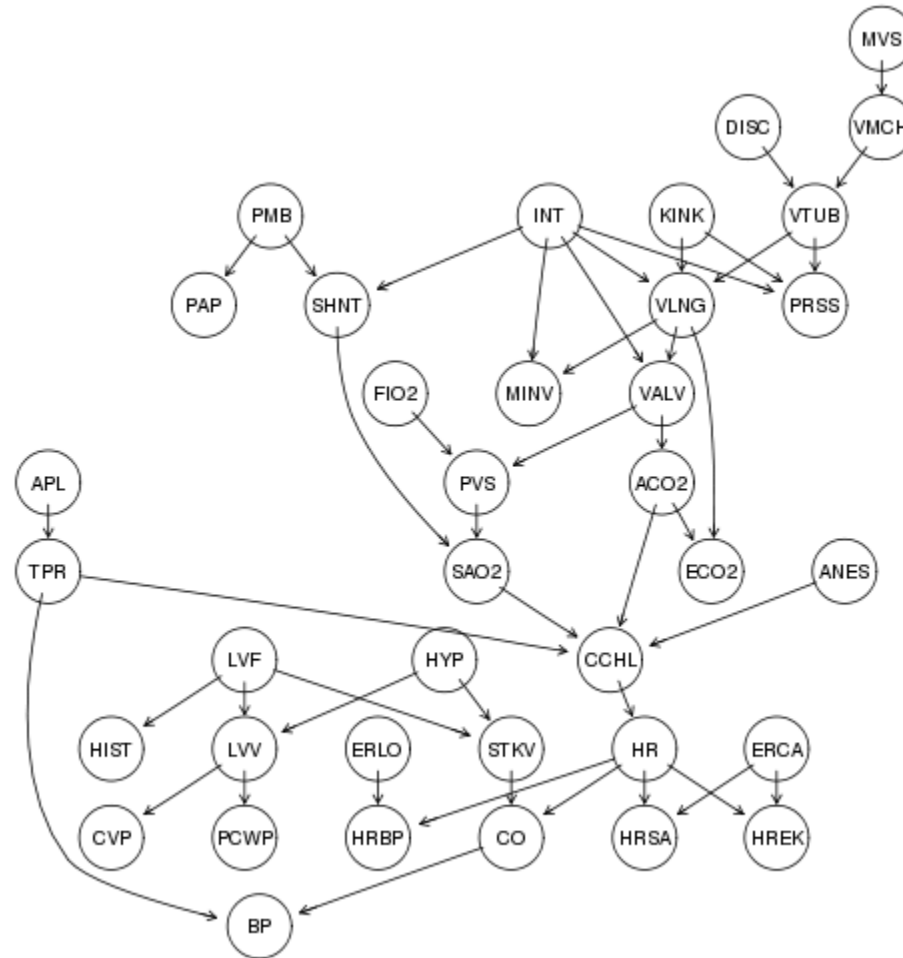 MVS
DISC VMCH
PMB INT KINK VTUB
PAP SHNT VLNG PRSS
FIO2 MINV VALV
APL PVS ACO2
TPR SAO2 ECO2 ANES
LVF HYP CCHL
HIST LVV ERLO STKV HR ERCA
CVP PCWP HRBP CO HRSA HREK
BP